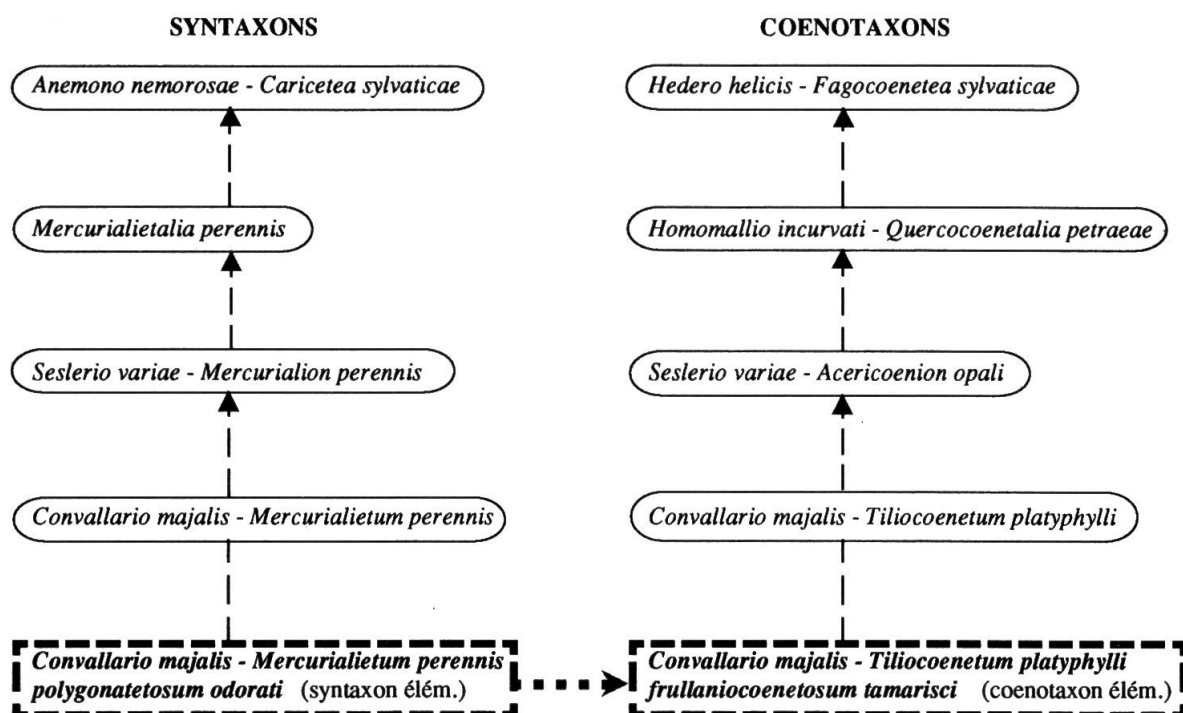 SYNTAXONS
Anemono nemorosae - Caricetea sylvaticae
Mercurialietalia perennis
Seslerio variae - Mercurialion perennis
Convallario majalis - Mercurialietum perennis
Convallario majalis - Mercurialietum perennis
polygonatetosum odorati (syntaxon élém.)
COENOTAXONS
Hedero helicis - Fagocoenetea sylvaticae
Homomallio incurvati - Quercocoenetalia petraeae
Seslerio variae - Acericoenion opali
Convallario majalis - Tiliocoenetum platyphylli
Convallario majalis - Tiliocoenetum platyphylli
frullaniocoenetosum tamarisci (coenotaxon élém.)